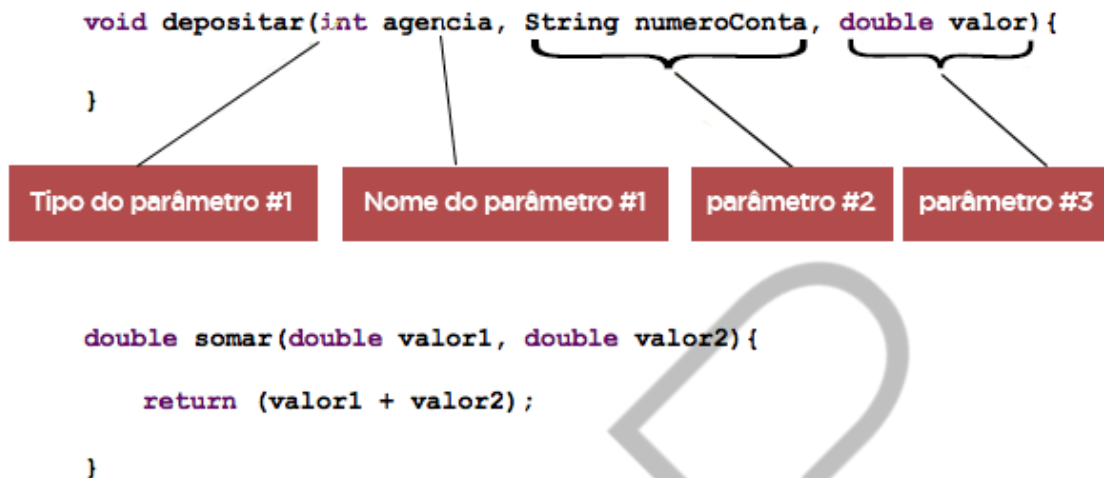 void depositar(int agencia, String numeroConta, double valor){
}
Tipo do parâmetro #1
Nome do parâmetro #1
parâmetro #2
parâmetro #3
double somar(double valor1, double valor2){
return (valor1 + valor2);
}